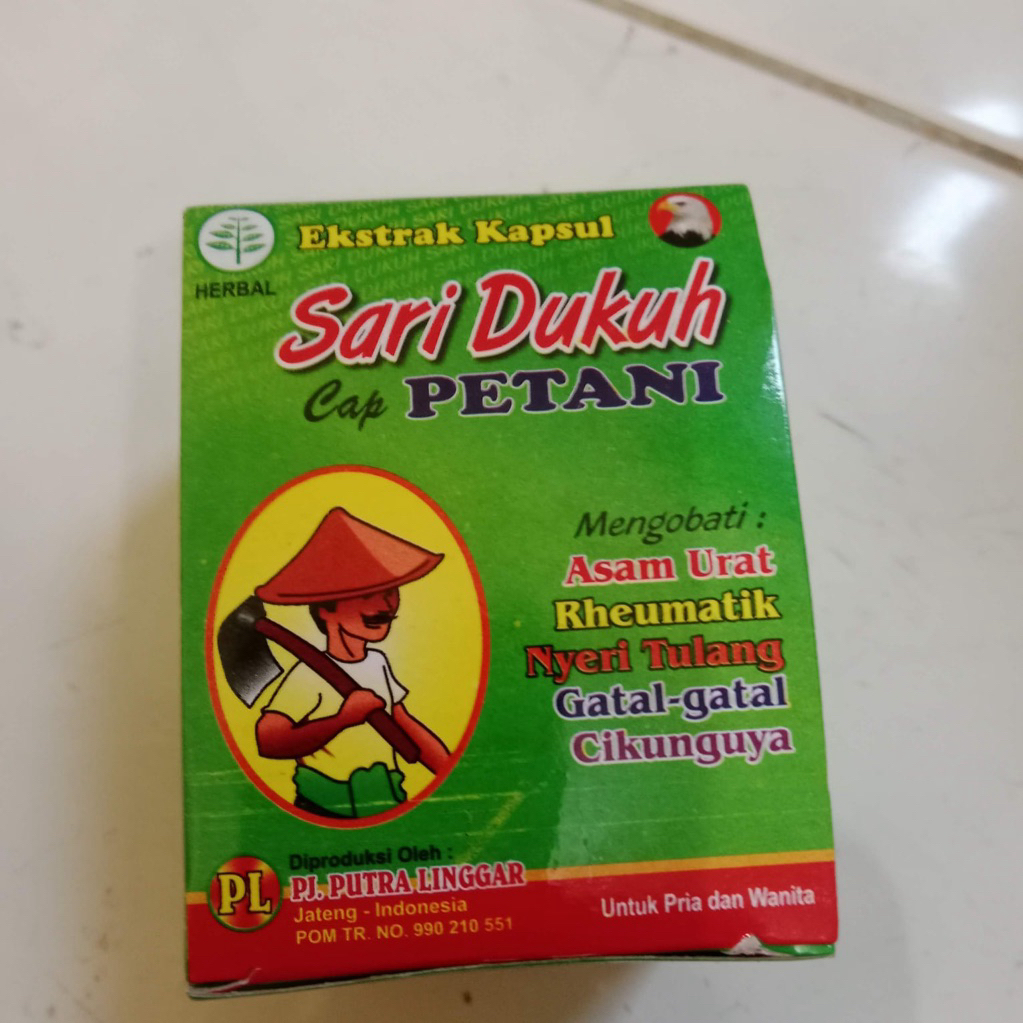 Ekstrak Kapsul
HERBAL
Sari Dukuh
Cap PETANI
Mengobati :
Asam Urat
Rheumatik
Nyeri Tulang
Gatal-gatal
Cikunguya
PL
Diproduksi Oleh :
PJ. PUTRA LINGGAR
Jateng - Indonesia
POM TR. NO. 990 210 551
Untuk Pria dan Wanita